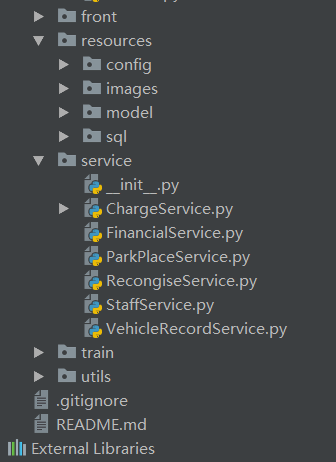 front
resources
config
images
model
sql
service
__init__.py
ChargeService.py
FinancialService.py
ParkPlaceService.py
RecongiseService.py
StaffService.py
VehicleRecordService.py
train
utils
.gitignore
README.md
External Libraries